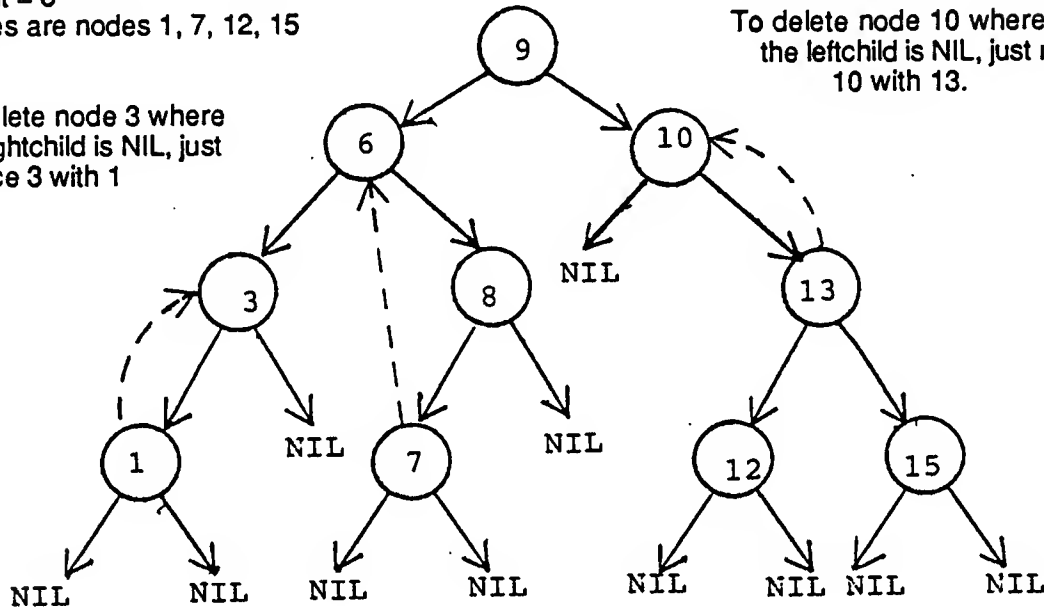 es are nodes 1, 7, 12, 15
To delete node 10 where
the leftchild is NIL, just
10 with 13.
lete node 3 where
ghtchild is NIL, just
ce 3 with 1
9
6
10
NIL
3
8
13
NIL
NIL
1
7
12
15
NIL
NIL
NIL
NIL
NIL
NIL
NIL
NIL